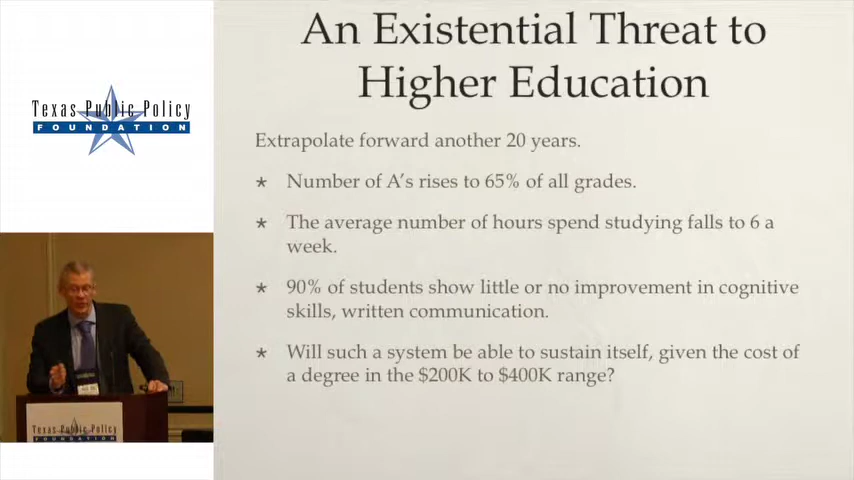 An Existential Threat to
Higher Education
Texas Public Policy
FOUNDATION
Extrapolate forward another 20 years.
* Number of A's rises to 65% of all grades.
* The average number of hours spend studying falls to 6 a
week.
* 90% of students show little or no improvement in cognitive
skills, written communication.
* Will such a system be able to sustain itself, given the cost of
a degree in the $200K to $400K range?
Texas Public Policy
FOUNDATION